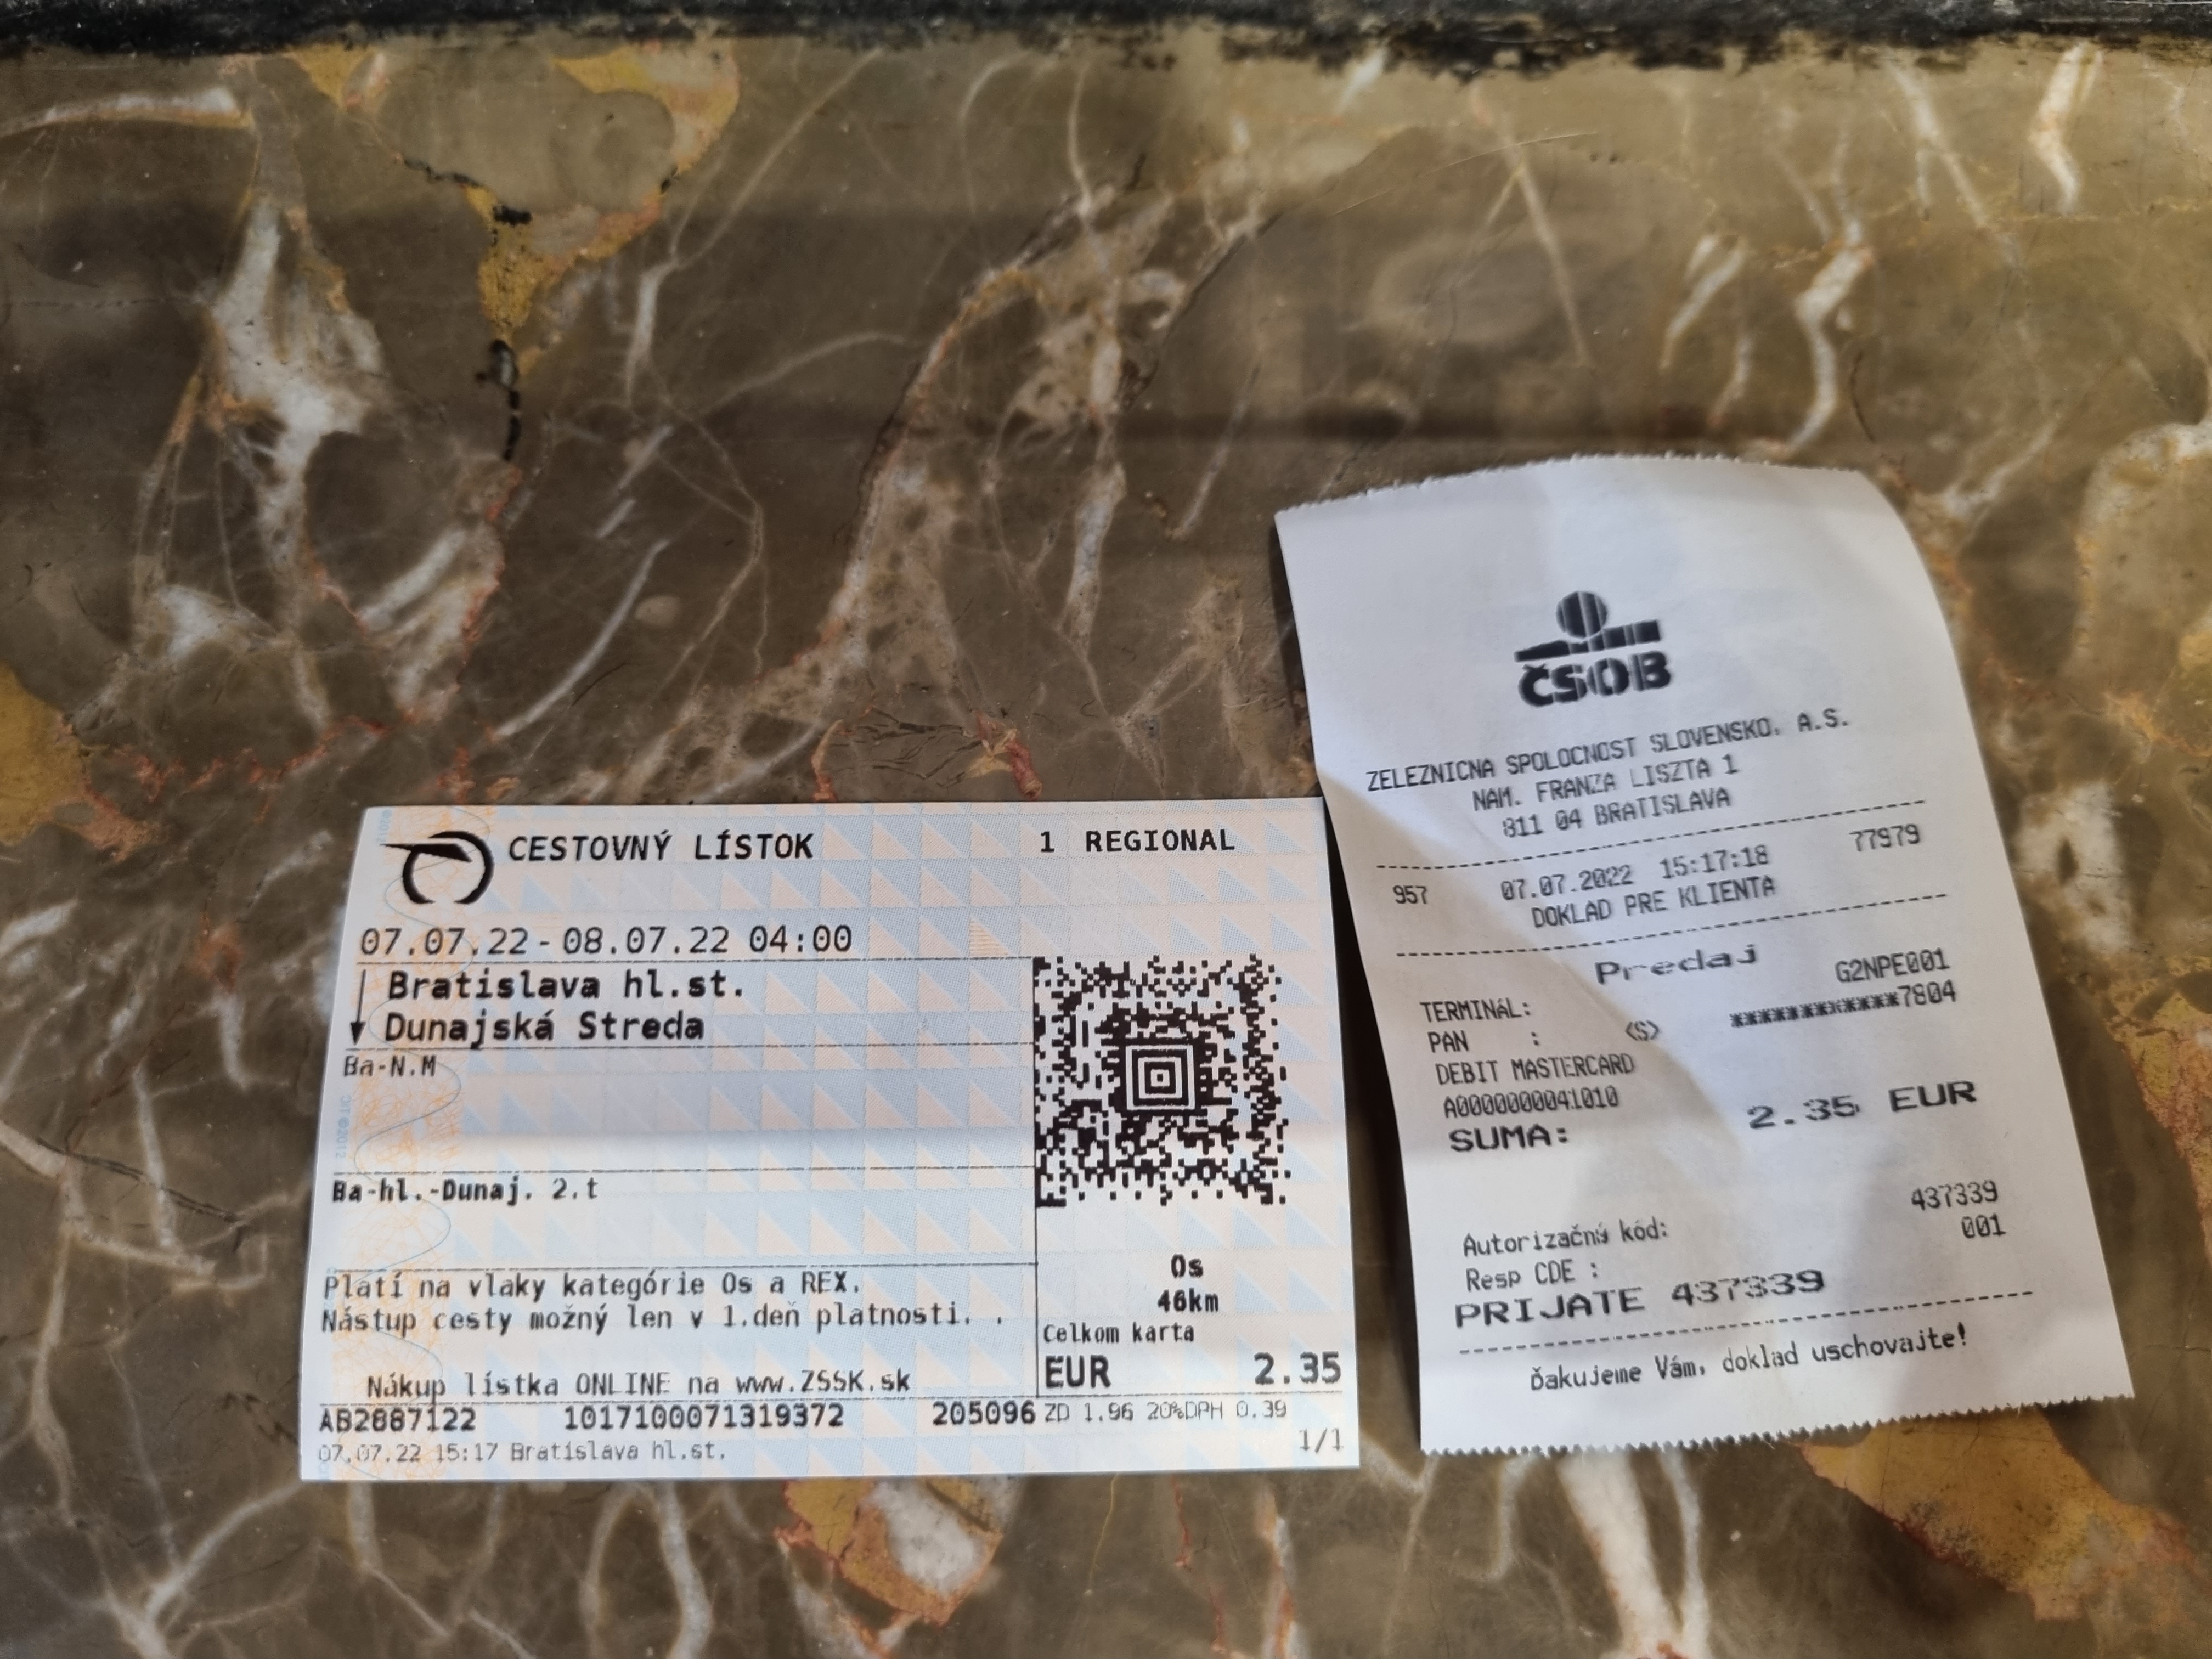 CESTOVNÝ LÍSTOK 1 REGIONAL
07.07.22-08.07.22 04:00
Bratislava hl.st.
Dunajská Streda
Ba-N.M
Ba-hl.-Dunaj. 2.t
Platí na vlaky kategórie Os a REX.
Nástup cesty možný len v 1.deň platnosti. .
Nákup lístka ONLINE na www.ZSSK.sk
Os
46km
Celkom karta
EUR 2.35
AB2887122 1017100071319372 205096 ZD 1.96 20%DPH 0.39
07.07.22 15:17 Bratislava hl.st. 1/1
ČSOB
ZELEZNICNA SPOLOCNOST SLOVENSKO, A.S.
NAM. FRANZA LISZTA 1
811 04 BRATISLAVA
957 07.07.2022 15:17:18 77979
DOKLAD PRE KLIENTA
Predaj
TERMINÁL: G2NPE001
PAN : <S> ************7804
DEBIT MASTERCARD
A0000000041010
SUMA: 2.35 EUR
Autorizačný kód: 437339
Resp CDE : 001
PRIJATE 437339
Ďakujeme Vám, doklad uschovajte!